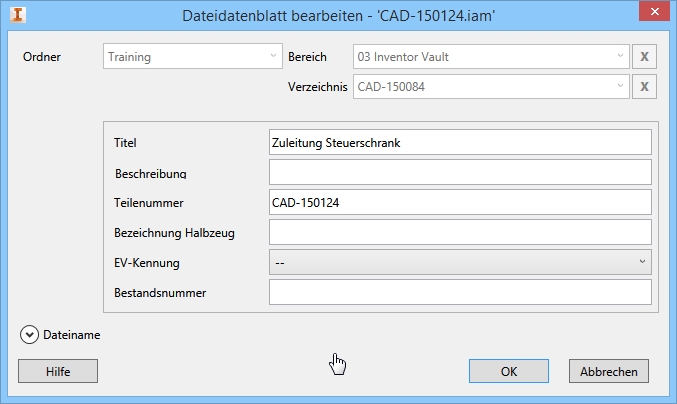 Dateidatenblatt bearbeiten - 'CAD-150124.iam'
Ordner Training Bereich 03 Inventor Vault X
Verzeichnis CAD-150084 X
Titel Zuleitung Steuerschrank
Beschreibung
Teilenummer CAD-150124
Bezeichnung Halbzeug
EV-Kennung --
Bestandsnummer
Dateiname
Hilfe OK Abbrechen